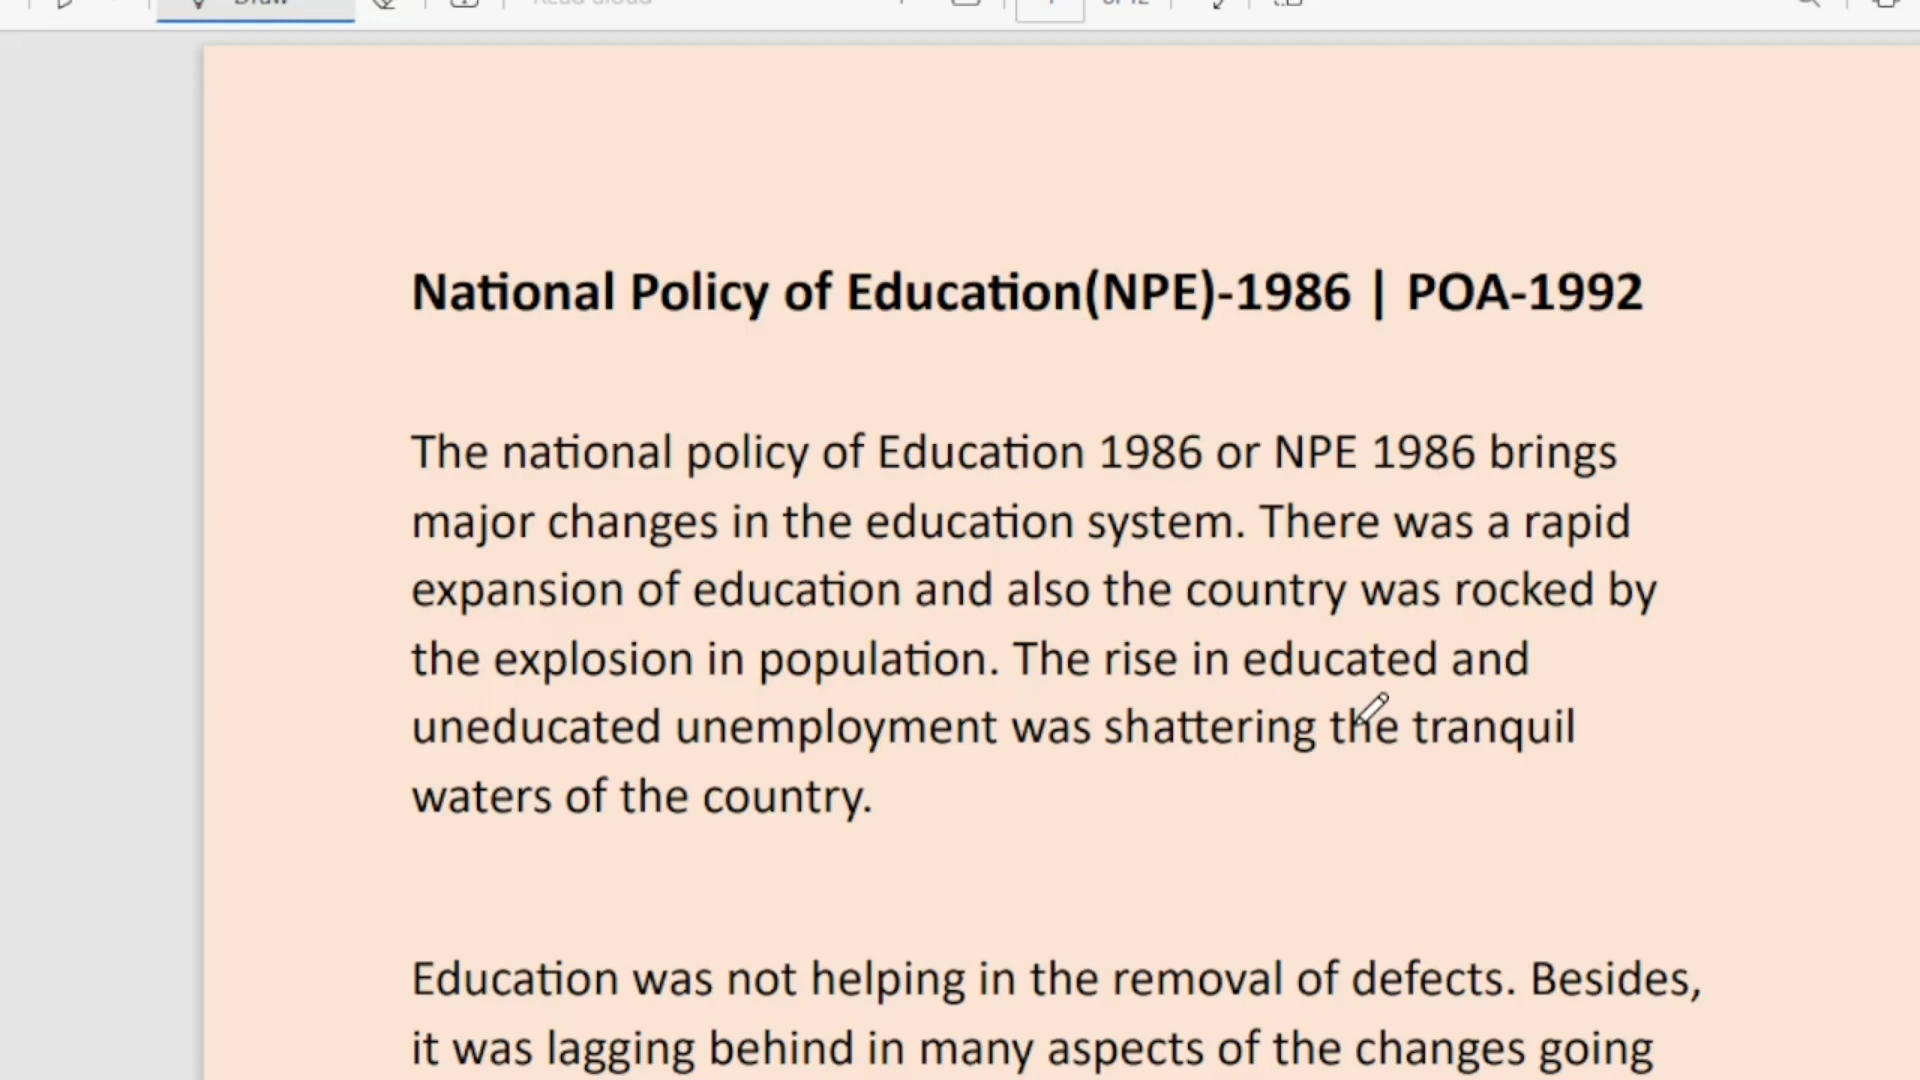 National Policy of Education(NPE)-1986 | POA-1992
The national policy of Education 1986 or NPE 1986 brings
major changes in the education system. There was a rapid
expansion of education and also the country was rocked by
the explosion in population. The rise in educated and
uneducated unemployment was shattering the tranquil
waters of the country.
Education was not helping in the removal of defects. Besides,
it was lagging behind in many aspects of the changes going